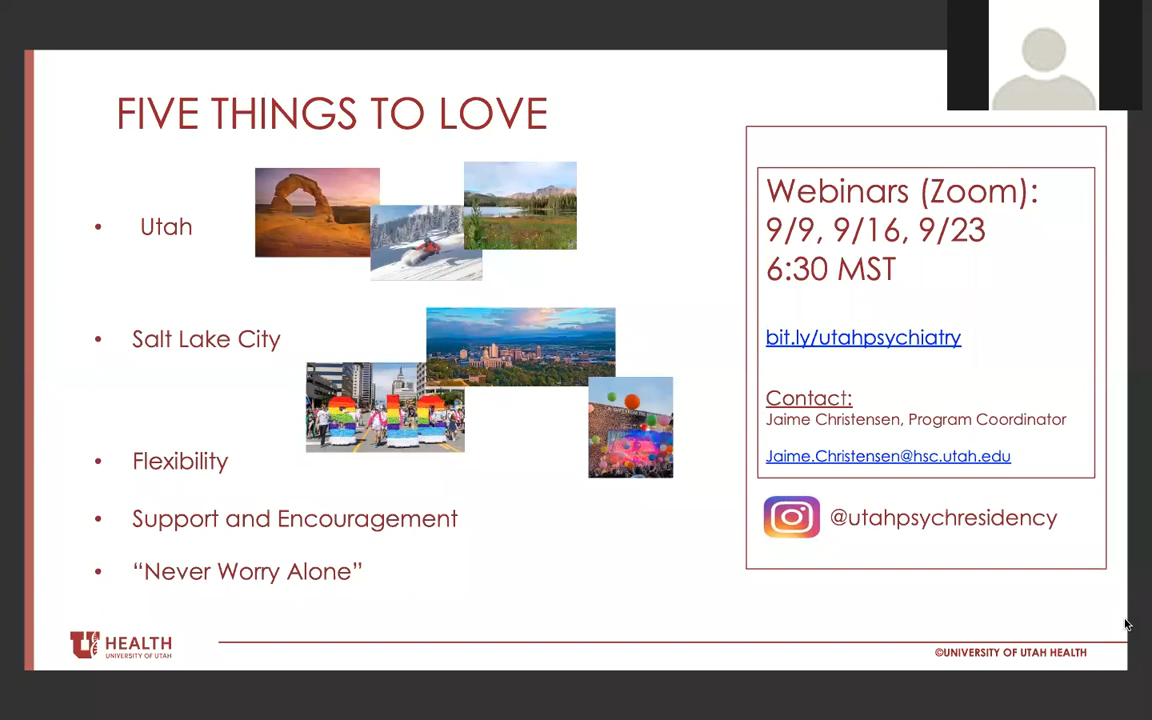 FIVE THINGS TO LOVE
• Utah
• Salt Lake City
• Flexibility
• Support and Encouragement
• “Never Worry Alone”
Webinars (Zoom):
9/9, 9/16, 9/23
6:30 MST
bit.ly/utahpsychiatry
Contact:
Jaime Christensen, Program Coordinator
Jaime.Christensen@hsc.utah.edu
@utahpsychresidency
U HEALTH
UNIVERSITY OF UTAH
©UNIVERSITY OF UTAH HEALTH